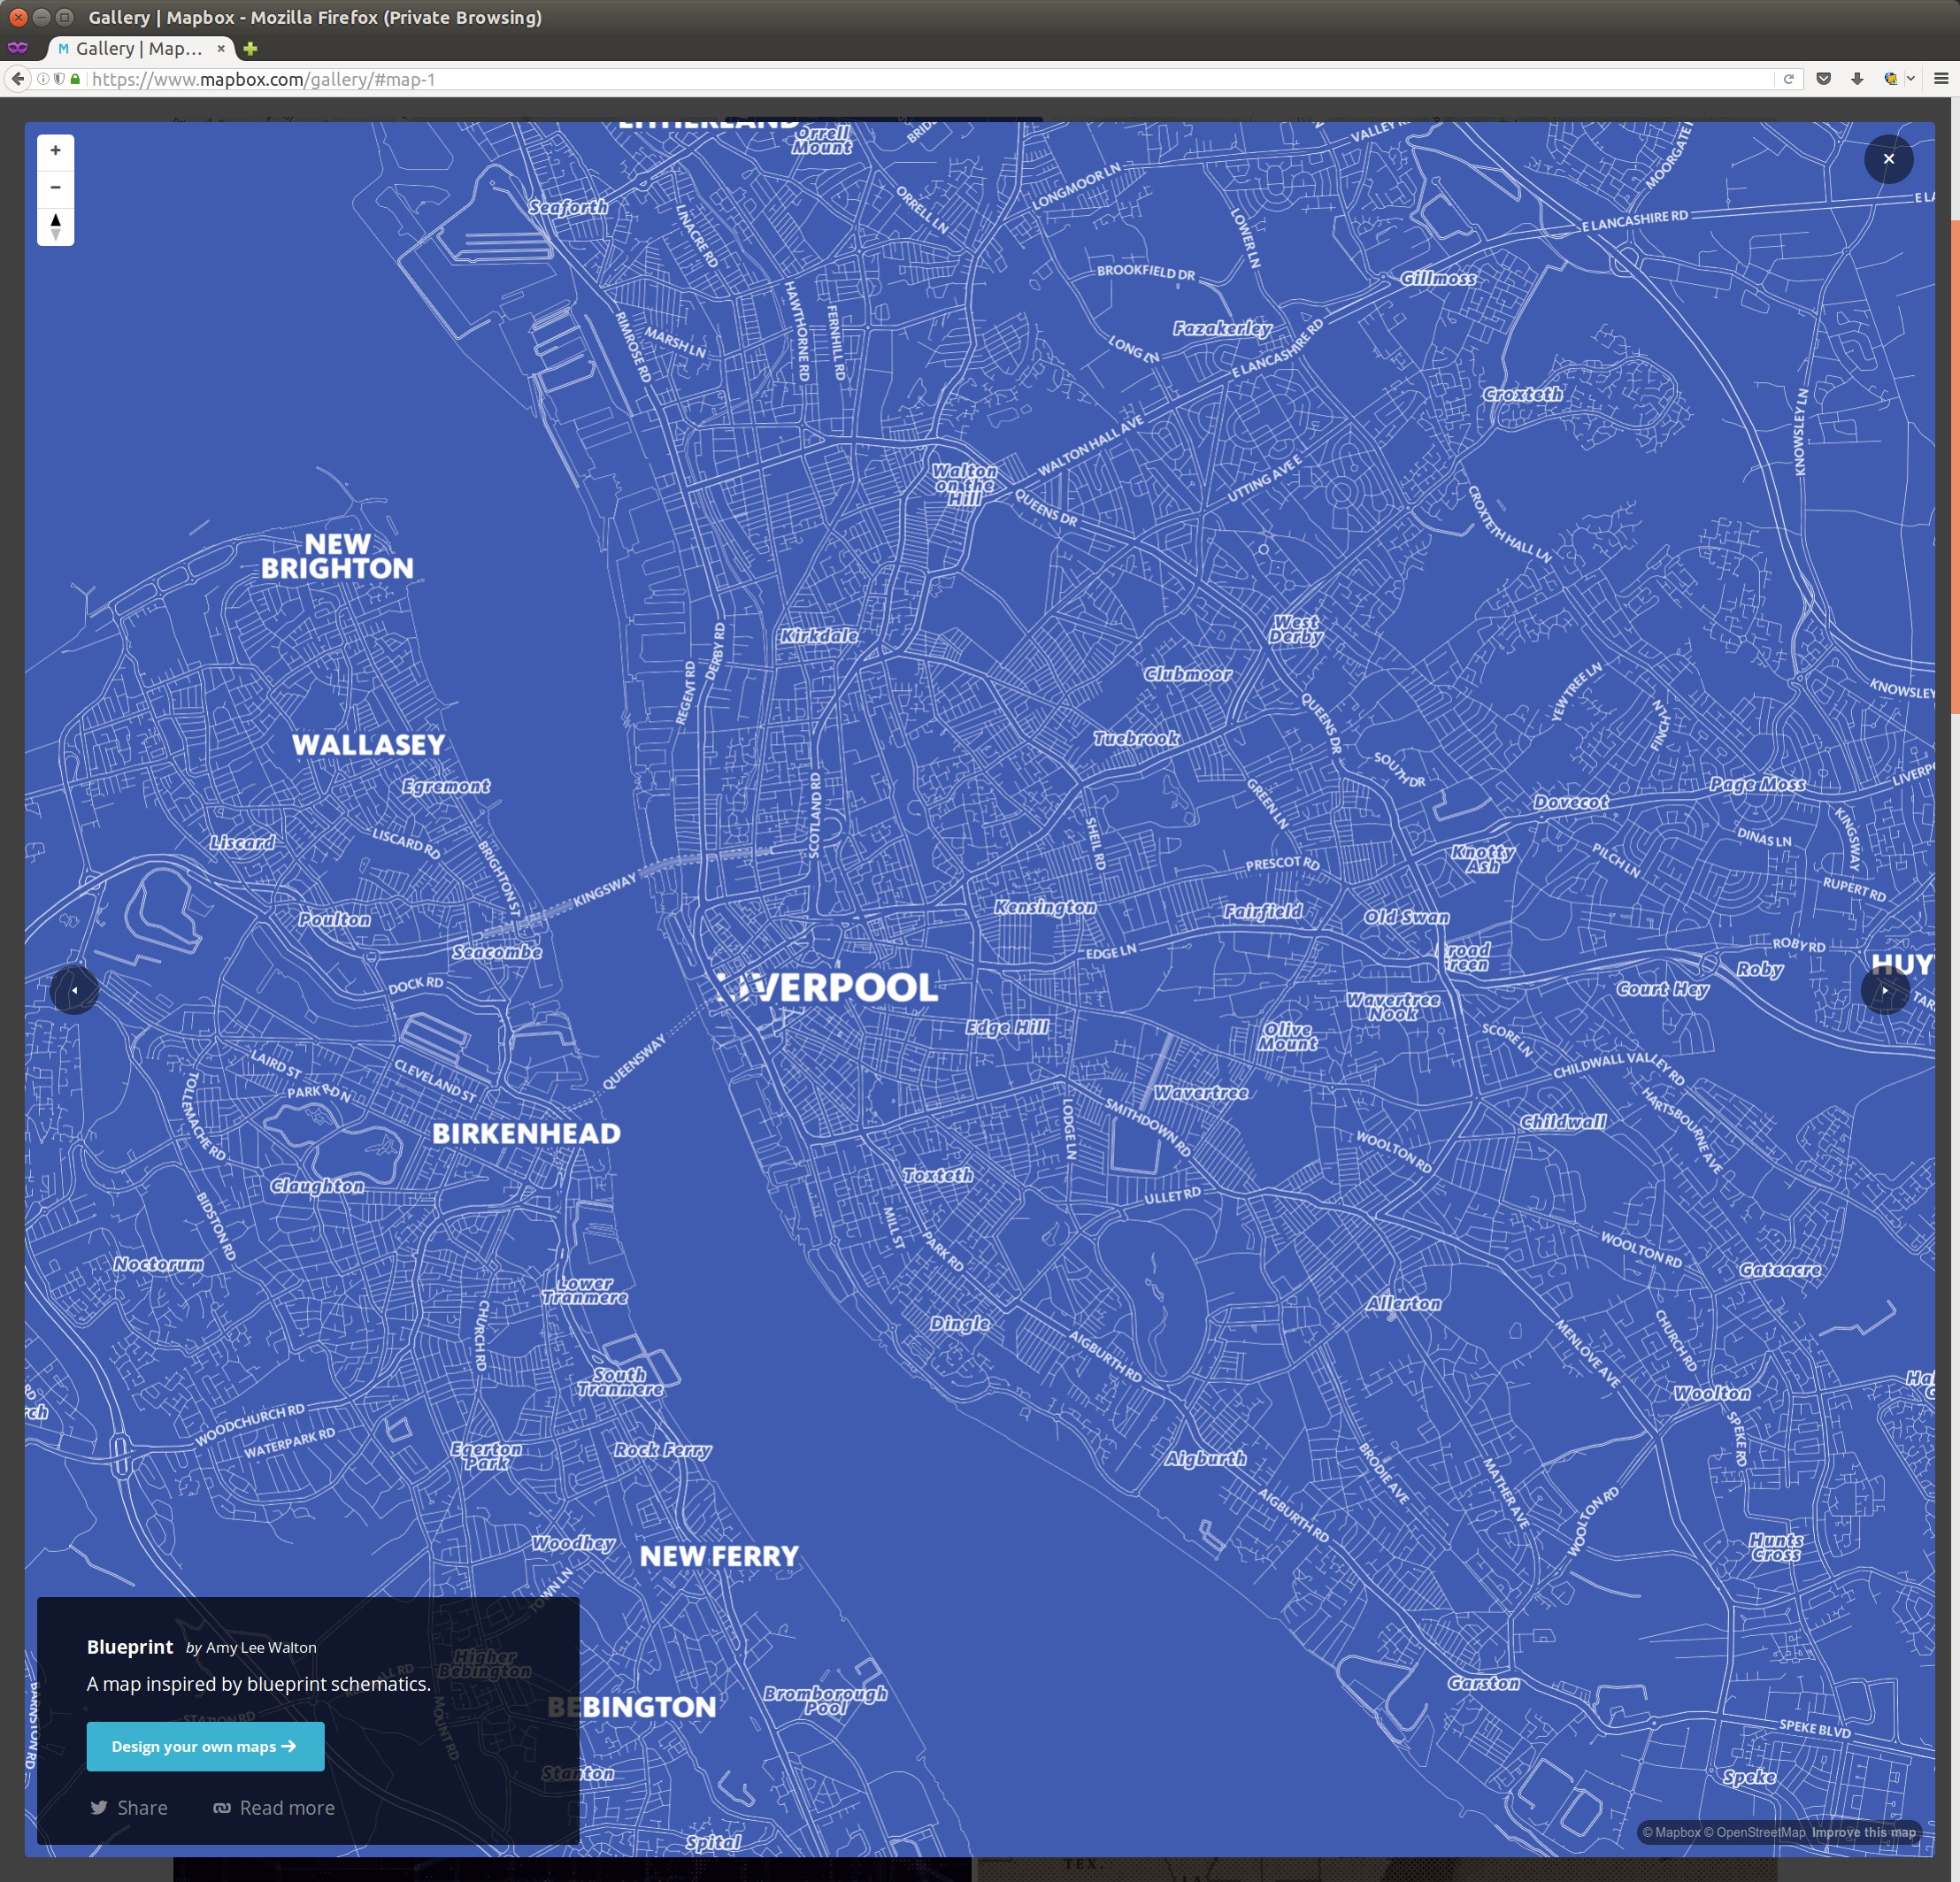 Gallery | Mapbox - Mozilla Firefox (Private Browsing)
Gallery | Map...
https://www.mapbox.com/gallery/#map-1
Orrell
Mount
VALLEY
MOORGATE
LONGMOOR LN
Seaforth
LINACRE RD
ORRELL LN
LOWER LN
E LANCASHIRE RD
BROOKFIELD DR
Gillmoss
HAWTHORNE RD
FERNHILL RD
RIMROSE RD
MARSH LN
Fazakerley
LONG LN
E LANCASHIRE RD
Croxteth
KNOWSLEY LN
WALTON HALL AVE
Walton
on the
Hill
UTTING AVE E
QUEENS DR
CROXTETH HALL LN
NEW
BRIGHTON
Kirkdale
West
Derby
DERBY RD
REGENT RD
Clubmoor
YEW TREE LN
KNOWSLEY
QUEENS DR
FINCH LN
WALLASEY
Tuebrook
SOUTH DR
Egremont
Page Moss
GREEN LN
Dovecot
SCOTLAND RD
SHEIL RD
KINGSWAY
Liscard
LISCARD RD
BRIGHTON ST
DINAS LN
Knotty
Ash
PILCH LN
PRESCOT RD
KINGSWAY
RUPERT RD
Poulton
Kensington
Fairfield
Old Swan
Seacombe
EDGE LN
ROBY RD
Roby
HUY
DOCK RD
LIVERPOOL
Court Hey
Wavertree
Nook
Edge Hill
Olive
Mount
SCORE LN
QUEENSWAY
LAIRD ST
CLEVELAND ST
PARK RD N
TOLLEMACHE RD
CHILDWALL VALLEY RD
HARTSBOURNE AVE
Wavertree
LODGE LN
SMITHDOWN RD
Childwall
BIRKENHEAD
WOOLTON RD
Toxteth
Claughton
ULLET RD
BIDSTON RD
MILL ST
PARK RD
WOOLTON RD
Noctorum
Gateacre
Lower
Tranmere
Allerton
CHURCH RD
Dingle
AIGBURTH RD
MENLOVE AVE
CHURCH RD
South
Tranmere
Woolton
WOODCHURCH RD
WATERPARK RD
SPEKE RD
Egerton
Park
Rock Ferry
Aigburth
BRODIE AVE
MATHER AVE
AIGBURTH RD
WOOLTON RD
Woodhey
NEW FERRY
Hunts
Cross
TOWN LN
Blueprint by Amy Lee Walton
Higher
Bebington
A map inspired by blueprint schematics.
BEBINGTON
Bromborough
Pool
Garston
STATION RD
MOUNT RD
BARNSTON RD
SPEKE BLVD
Design your own maps
Stanton
Speke
Share
Read more
Spital
© Mapbox © OpenStreetMap Improve this map
TEX.